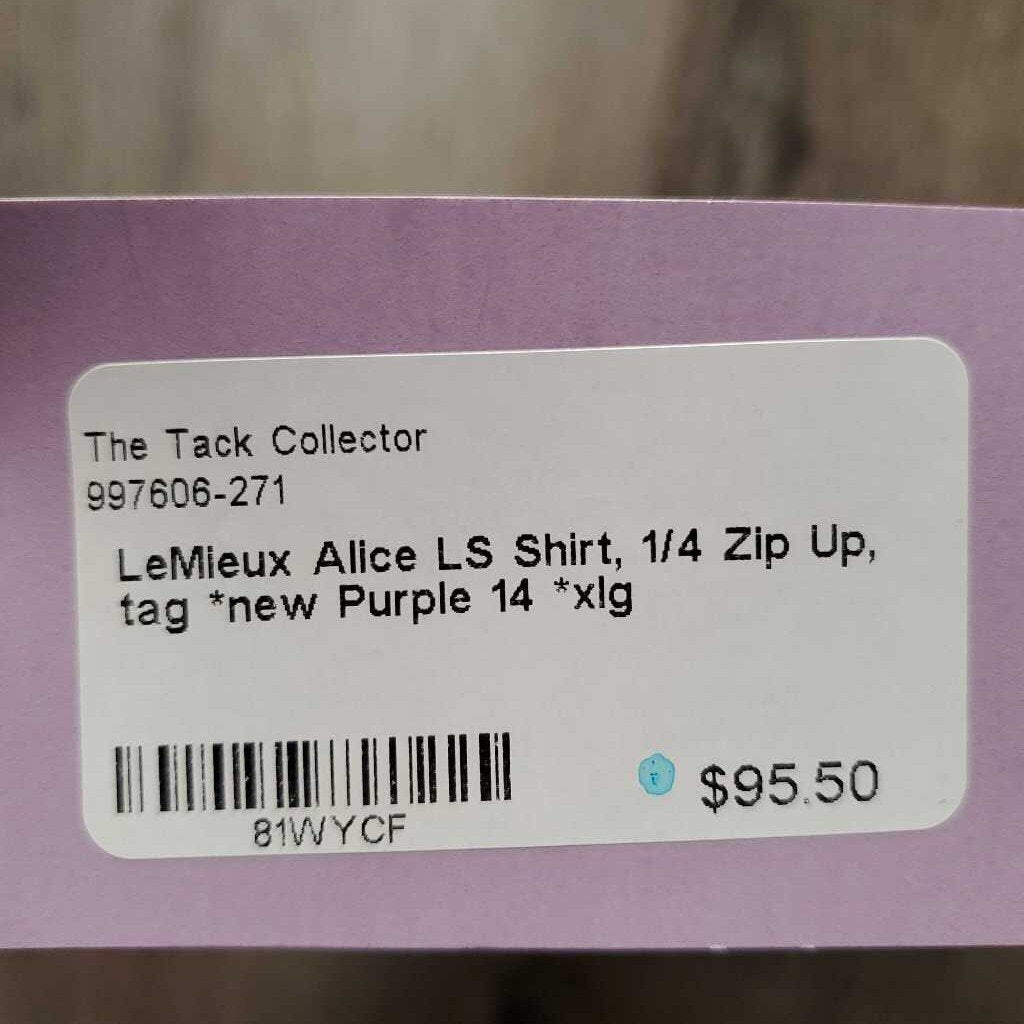 The Tack Collector
997606-271
LeMieux Alice LS Shirt, 1/4 Zip Up,
tag *new Purple 14 *xlg
$95.50
81WYCF